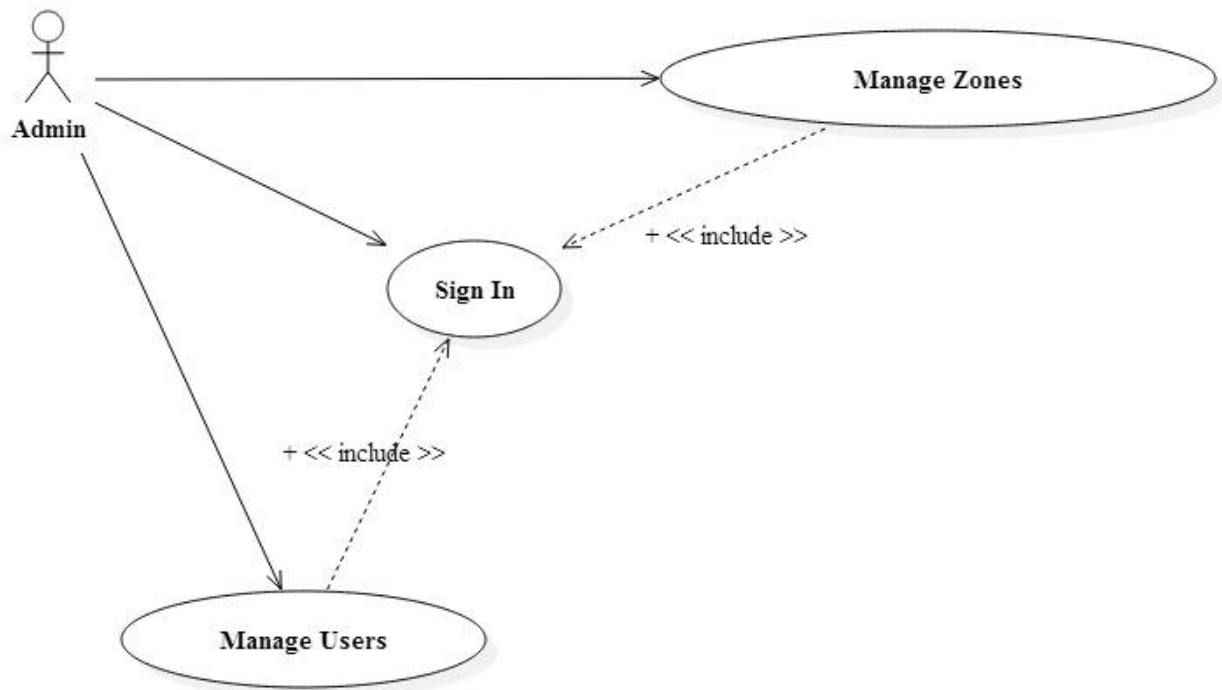 Manage Zones
Admin
+ << include >>
Sign In
+ << include >>
Manage Users